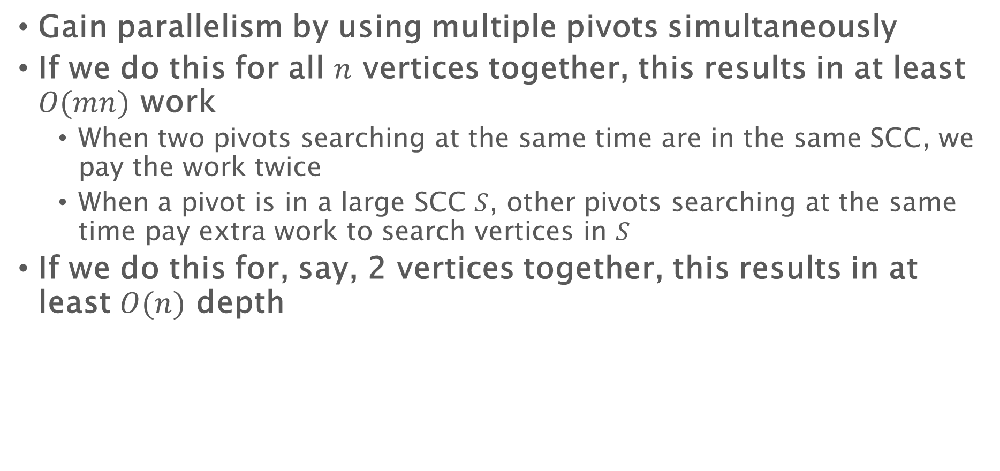 • Gain parallelism by using multiple pivots simultaneously
• If we do this for all n vertices together, this results in at least
O(mn) work
• When two pivots searching at the same time are in the same SCC, we
pay the work twice
• When a pivot is in a large SCC S, other pivots searching at the same
time pay extra work to search vertices in S
• If we do this for, say, 2 vertices together, this results in at
least O(n) depth